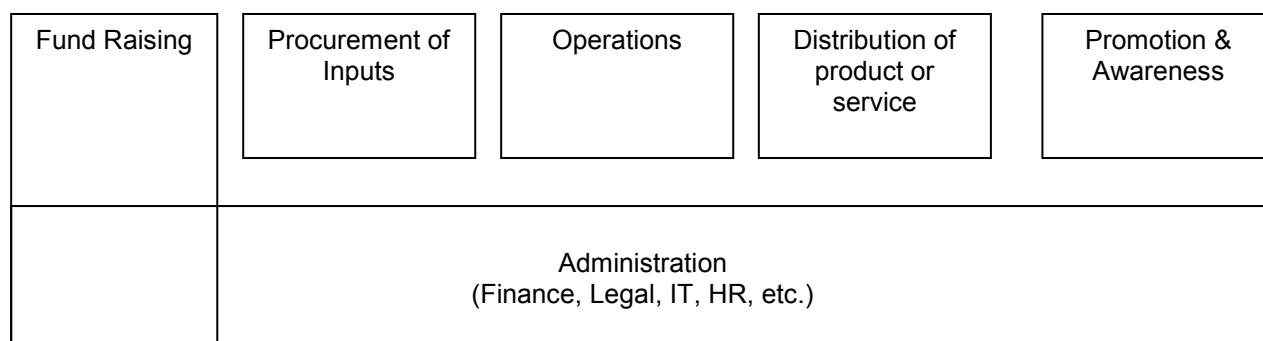 Fund Raising
Procurement of
Inputs
Operations
Distribution of
product or
service
Promotion &
Awareness
Administration
(Finance, Legal, IT, HR, etc.)